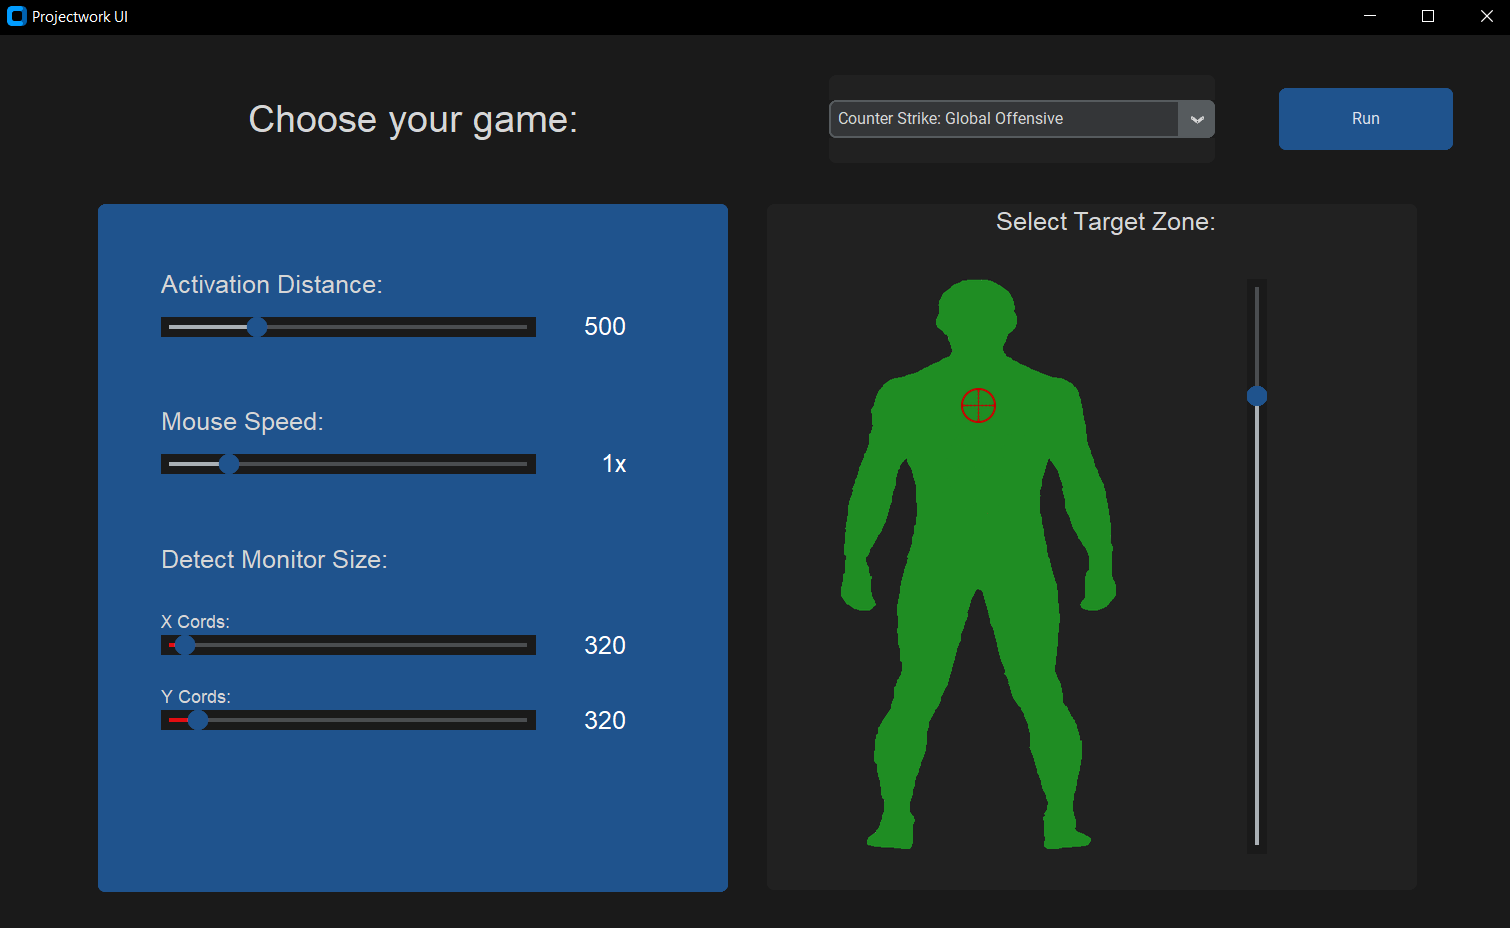 Projectwork UI
Choose your game:
Counter Strike: Global Offensive
Run
Activation Distance:
500
Mouse Speed:
1x
Detect Monitor Size:
X Cords:
320
Y Cords:
320
Select Target Zone: